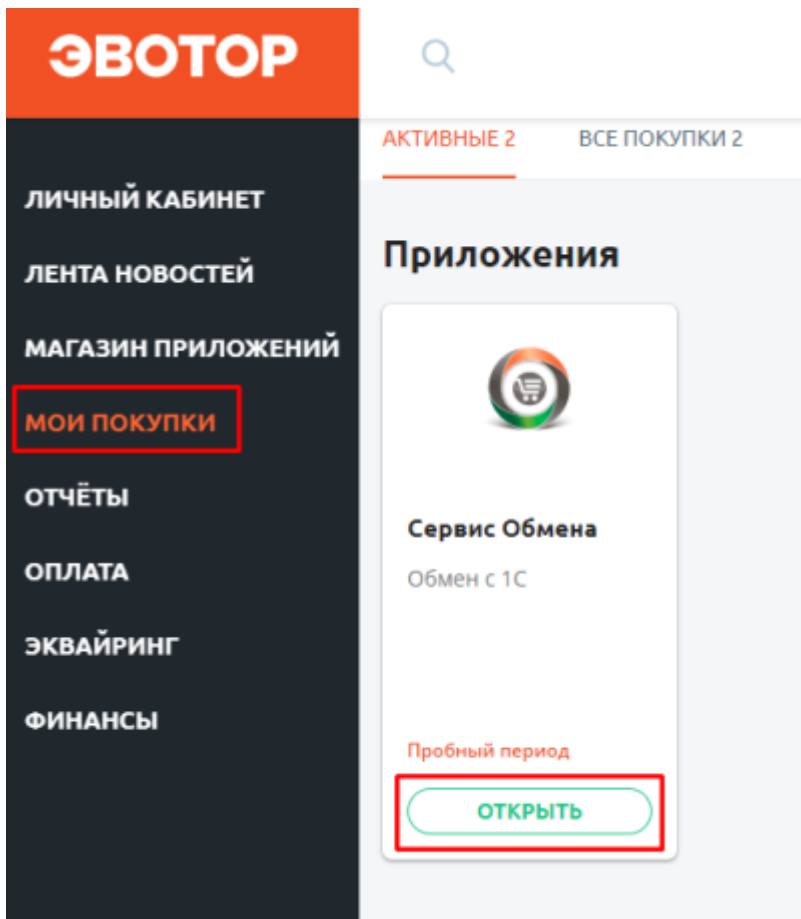 ЭВОТОР
АКТИВНЫЕ 2
ВСЕ ПОКУПКИ 2
ЛИЧНЫЙ КАБИНЕТ
ЛЕНТА НОВОСТЕЙ
МАГАЗИН ПРИЛОЖЕНИЙ
МОИ ПОКУПКИ
ОТЧЁТЫ
ОПЛАТА
ЭКВАЙРИНГ
ФИНАНСЫ
Приложения
Сервис Обмена
Обмен с 1С
Пробный период
ОТКРЫТЬ